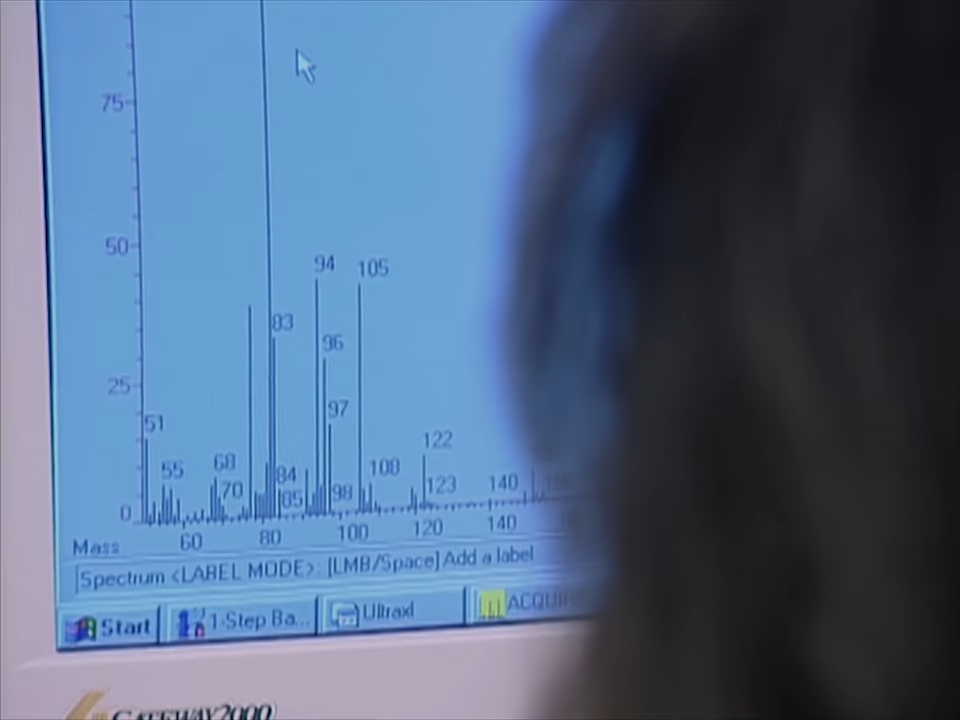 75
50
94 105
83
96
25
97
51
122
55 68 100
84
70 85 98 123 140
0
Mass 60 80 100 120 140
Spectrum <LABEL MODE>: [LMB/Space] Add a label
Start 1-Step Ba... Ultraxl
GATEWAY2000